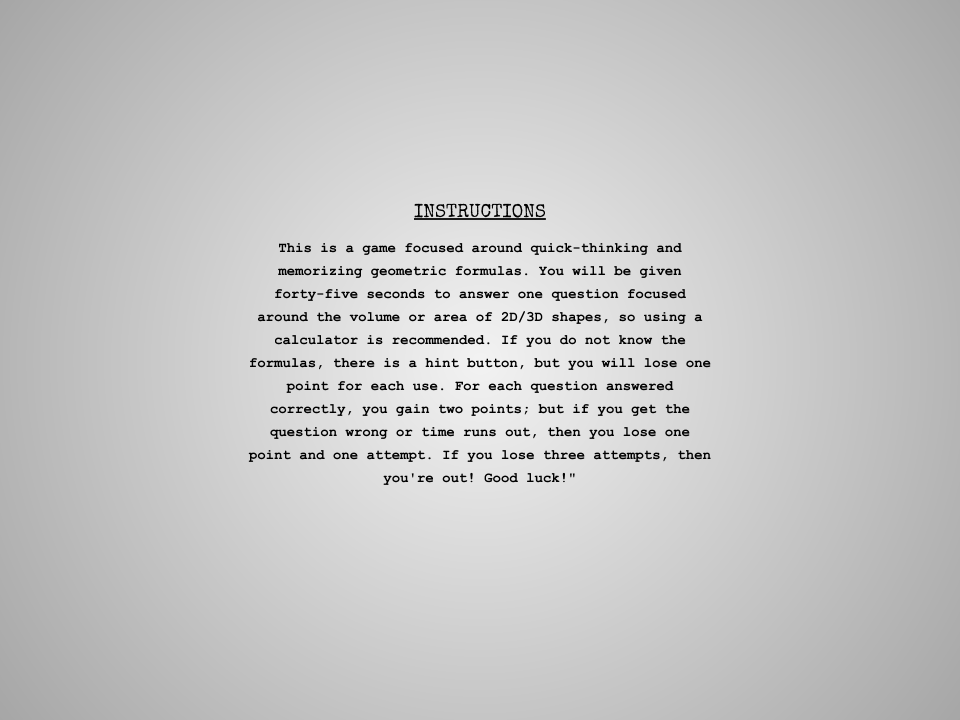 INSTRUCTIONS
This is a game focused around quick-thinking and
memorizing geometric formulas. You will be given
forty-five seconds to answer one question focused
around the volume or area of 2D/3D shapes, so using a
calculator is recommended. If you do not know the
formulas, there is a hint button, but you will lose one
point for each use. For each question answered
correctly, you gain two points; but if you get the
question wrong or time runs out, then you lose one
point and one attempt. If you lose three attempts, then
you're out! Good luck!"